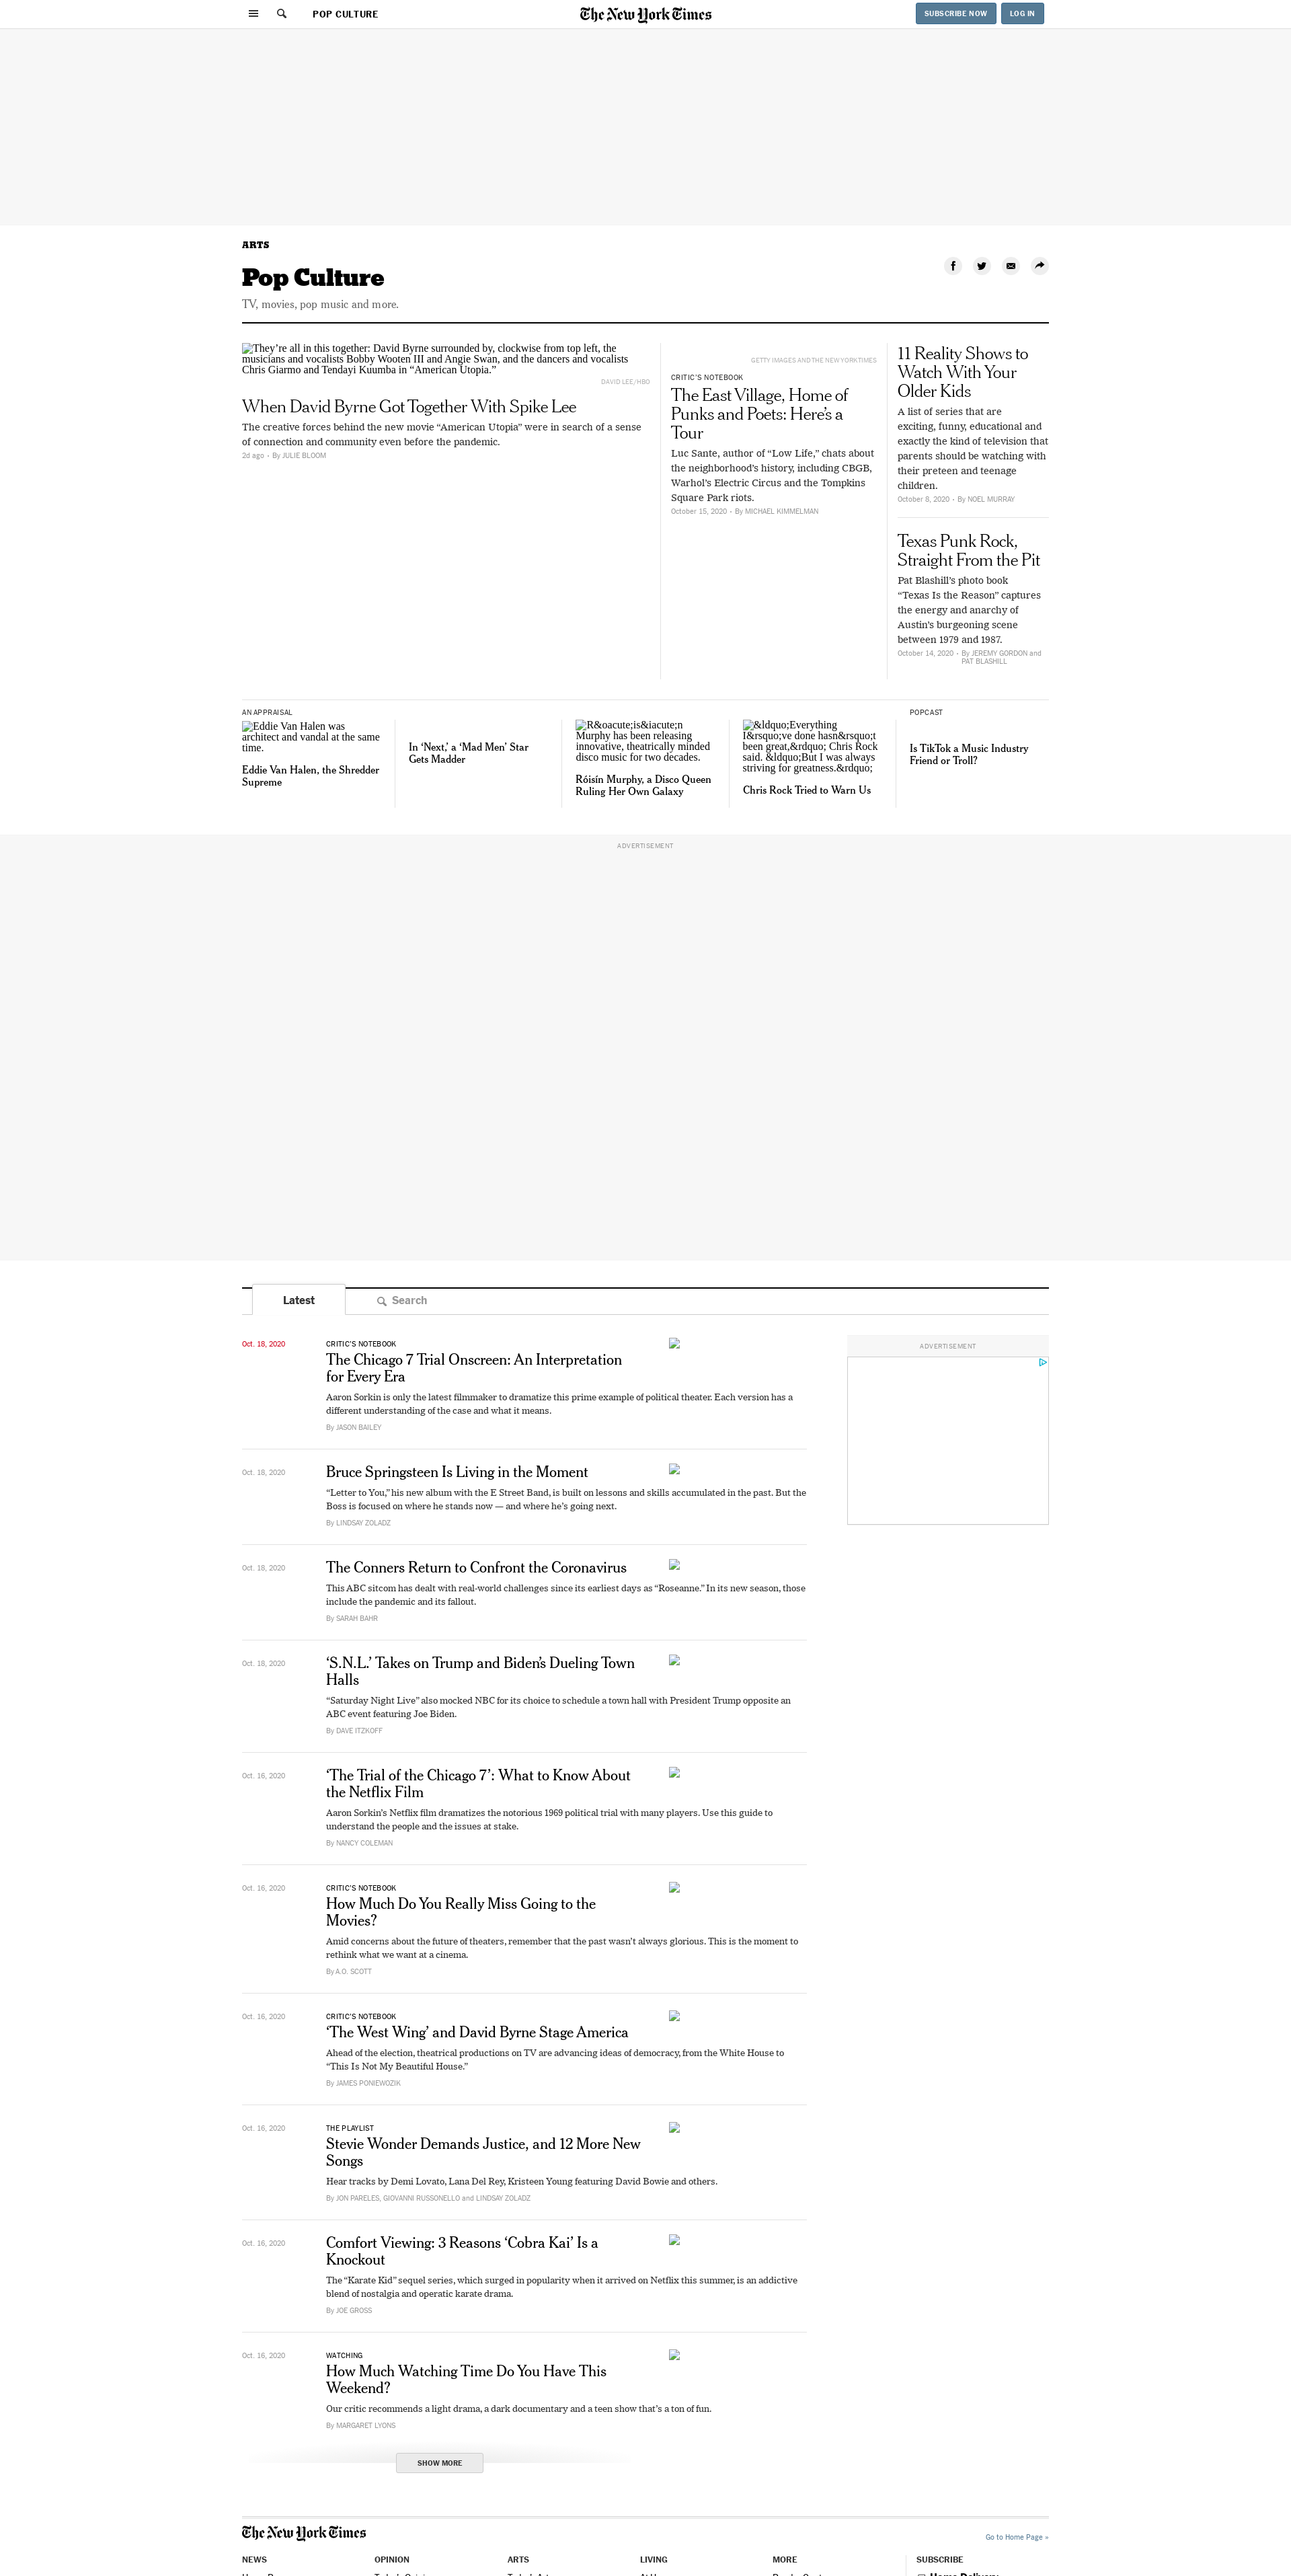 POP CULTURE
The New York Times
SUBSCRIBE NOW
LOG IN
ARTS
Pop Culture
TV, movies, pop music and more.
They’re all in this together: David Byrne surrounded by, clockwise from top left, the
musicians and vocalists Bobby Wooten III and Angie Swan, and the dancers and vocalists
Chris Giarmo and Tendayi Kuumba in “American Utopia.”
DAVID LEE/HBO
When David Byrne Got Together With Spike Lee
The creative forces behind the new movie “American Utopia” were in search of a sense
of connection and community even before the pandemic.
2d ago • By JULIE BLOOM
GETTY IMAGES AND THE NEW YORK TIMES
CRITIC’S NOTEBOOK
The East Village, Home of
Punks and Poets: Here’s a
Tour
Luc Sante, author of “Low Life,” chats about
the neighborhood’s history, including CBGB,
Warhol’s Electric Circus and the Tompkins
Square Park riots.
October 15, 2020 • By MICHAEL KIMMELMAN
11 Reality Shows to
Watch With Your
Older Kids
A list of series that are
exciting, funny, educational and
exactly the kind of television that
parents should be watching with
their preteen and teenage
children.
October 8, 2020 • By NOEL MURRAY
Texas Punk Rock,
Straight From the Pit
Pat Blashill’s photo book
“Texas Is the Reason” captures
the energy and anarchy of
Austin’s burgeoning scene
between 1979 and 1987.
October 14, 2020 • By JEREMY GORDON and
PAT BLASHILL
AN APPRAISAL
Eddie Van Halen was
architect and vandal at the same
time.
Eddie Van Halen, the Shredder
Supreme
In ‘Next,’ a ‘Mad Men’ Star
Gets Madder
R&oacute;is&iacute;n
Murphy has been releasing
innovative, theatrically minded
disco music for two decades.
Róisín Murphy, a Disco Queen
Ruling Her Own Galaxy
&ldquo;Everything
I&rsquo;ve done hasn&rsquo;t
been great,&rdquo; Chris Rock
said. &ldquo;But I was always
striving for greatness.&rdquo;
Chris Rock Tried to Warn Us
POPCAST
Is TikTok a Music Industry
Friend or Troll?
ADVERTISEMENT
Latest
Search
Oct. 18, 2020
CRITIC’S NOTEBOOK
The Chicago 7 Trial Onscreen: An Interpretation
for Every Era
Aaron Sorkin is only the latest filmmaker to dramatize this prime example of political theater. Each version has a
different understanding of the case and what it means.
By JASON BAILEY
ADVERTISEMENT
Oct. 18, 2020
Bruce Springsteen Is Living in the Moment
“Letter to You,” his new album with the E Street Band, is built on lessons and skills accumulated in the past. But the
Boss is focused on where he stands now — and where he’s going next.
By LINDSAY ZOLADZ
Oct. 18, 2020
The Conners Return to Confront the Coronavirus
This ABC sitcom has dealt with real-world challenges since its earliest days as “Roseanne.” In its new season, those
include the pandemic and its fallout.
By SARAH BAHR
Oct. 18, 2020
‘S.N.L.’ Takes on Trump and Biden’s Dueling Town
Halls
“Saturday Night Live” also mocked NBC for its choice to schedule a town hall with President Trump opposite an
ABC event featuring Joe Biden.
By DAVE ITZKOFF
Oct. 16, 2020
‘The Trial of the Chicago 7’: What to Know About
the Netflix Film
Aaron Sorkin’s Netflix film dramatizes the notorious 1969 political trial with many players. Use this guide to
understand the people and the issues at stake.
By NANCY COLEMAN
Oct. 16, 2020
CRITIC’S NOTEBOOK
How Much Do You Really Miss Going to the
Movies?
Amid concerns about the future of theaters, remember that the past wasn’t always glorious. This is the moment to
rethink what we want at a cinema.
By A.O. SCOTT
Oct. 16, 2020
CRITIC’S NOTEBOOK
‘The West Wing’ and David Byrne Stage America
Ahead of the election, theatrical productions on TV are advancing ideas of democracy, from the White House to
“This Is Not My Beautiful House.”
By JAMES PONIEWOZIK
Oct. 16, 2020
THE PLAYLIST
Stevie Wonder Demands Justice, and 12 More New
Songs
Hear tracks by Demi Lovato, Lana Del Rey, Kristeen Young featuring David Bowie and others.
By JON PARELES, GIOVANNI RUSSONELLO and LINDSAY ZOLADZ
Oct. 16, 2020
Comfort Viewing: 3 Reasons ‘Cobra Kai’ Is a
Knockout
The “Karate Kid” sequel series, which surged in popularity when it arrived on Netflix this summer, is an addictive
blend of nostalgia and operatic karate drama.
By JOE GROSS
Oct. 16, 2020
WATCHING
How Much Watching Time Do You Have This
Weekend?
Our critic recommends a light drama, a dark documentary and a teen show that’s a ton of fun.
By MARGARET LYONS
SHOW MORE
The New York Times
Go to Home Page »
NEWS
OPINION
ARTS
LIVING
MORE
SUBSCRIBE